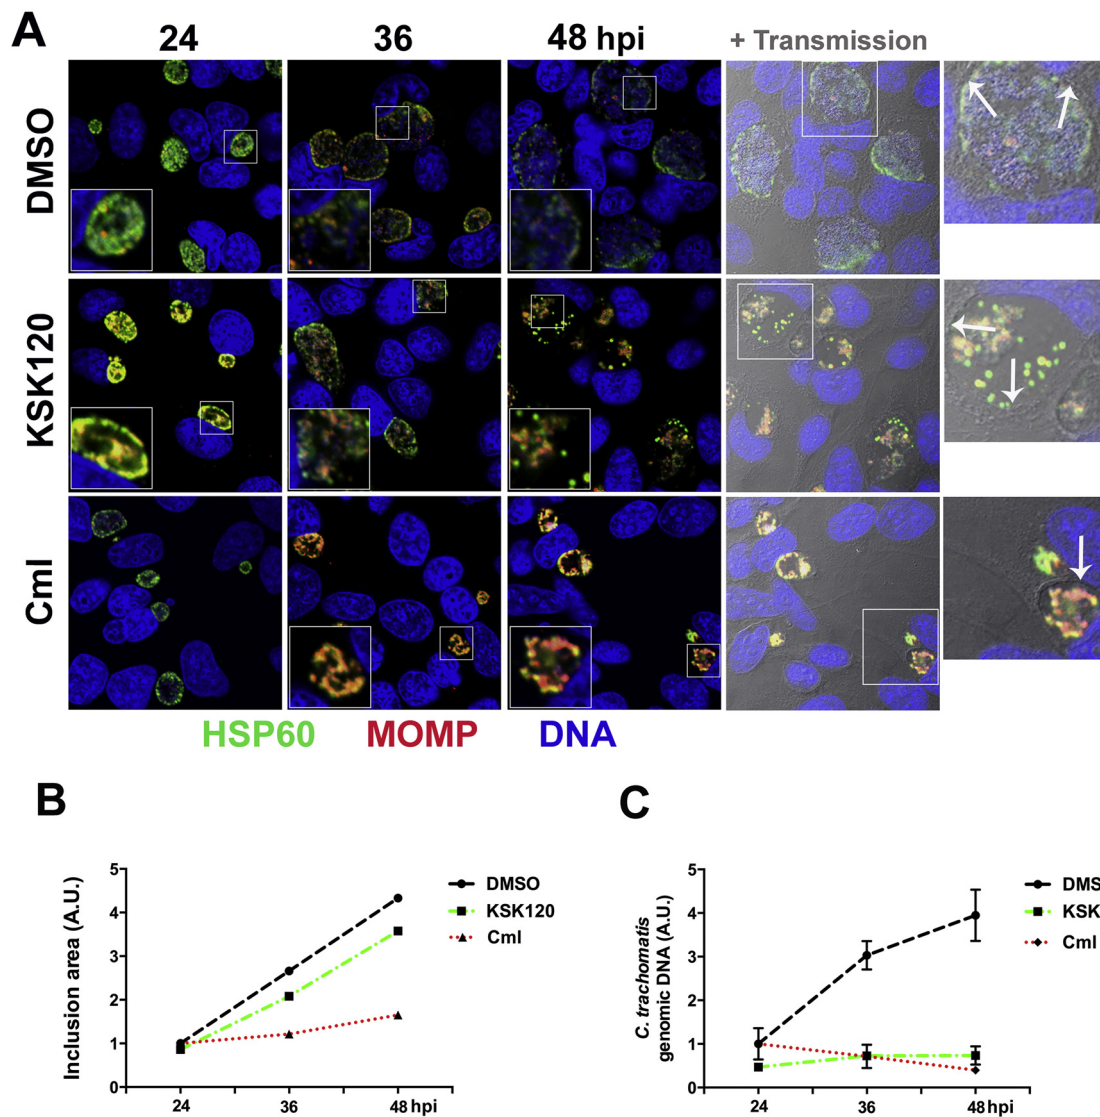 A
24 36 48 hpi + Transmission
DMSO
KSK120
Cml
HSP60 MOMP DNA
B
Inclusion area (A.U.)
5
4
3
2
1
0
24 36 48 hpi
DMSO
KSK120
Cml
C
C. trachomatis
genomic DNA (A.U.)
5
4
3
2
1
0
24 36 48 hpi
DMS
KSK
Cml